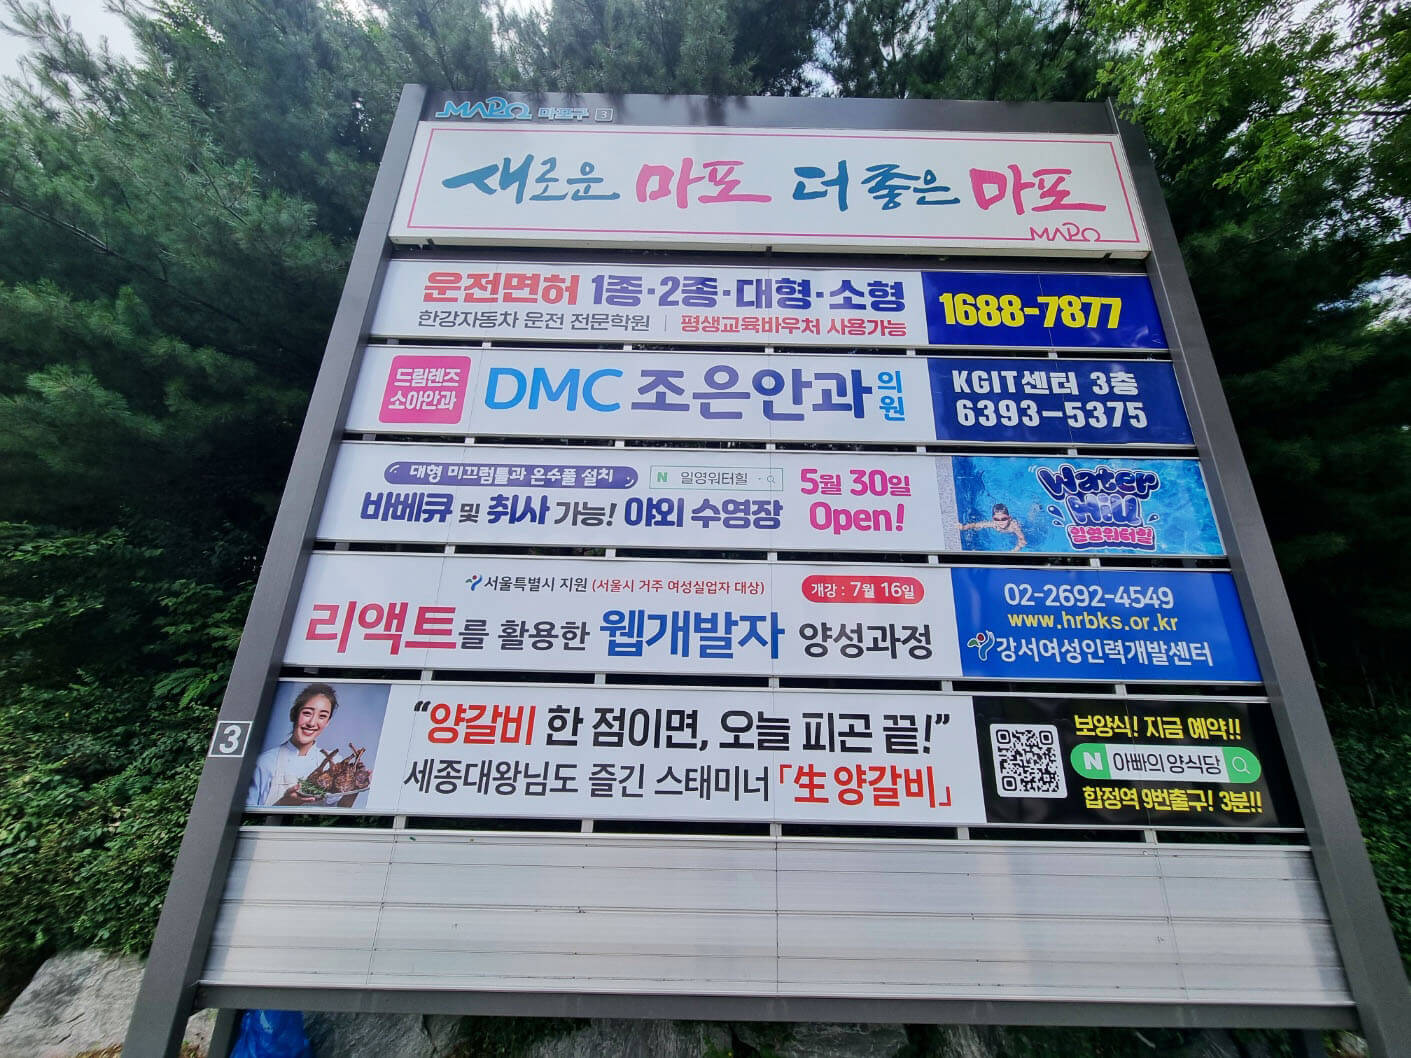 MAPO 마포구 3
새로운 마포 더 좋은 마포
MAPO
운전면허 1종·2종·대형·소형
한강자동차 운전 전문학원 | 평생교육바우처 사용가능
1688-7877
드림렌즈
소아안과
DMC 조은안과의원
KGIT센터 3층
6393-5375
대형 미끄럼틀과 온수풀 설치
N 일영워터힐
바베큐 및 취사 가능! 야외 수영장
5월 30일
Open!
Water
Hill
일영워터힐
서울특별시 지원 (서울시 거주 여성실업자 대상)
개강 : 7월 16일
리액트를 활용한 웹개발자 양성과정
02-2692-4549
www.hrbks.or.kr
강서여성인력개발센터
3
“양갈비 한 점이면, 오늘 피곤 끝!”
세종대왕님도 즐긴 스태미너 「生 양갈비」
보양식! 지금 예약!!
N 아빠의 양식당
합정역 9번출구! 3분!!